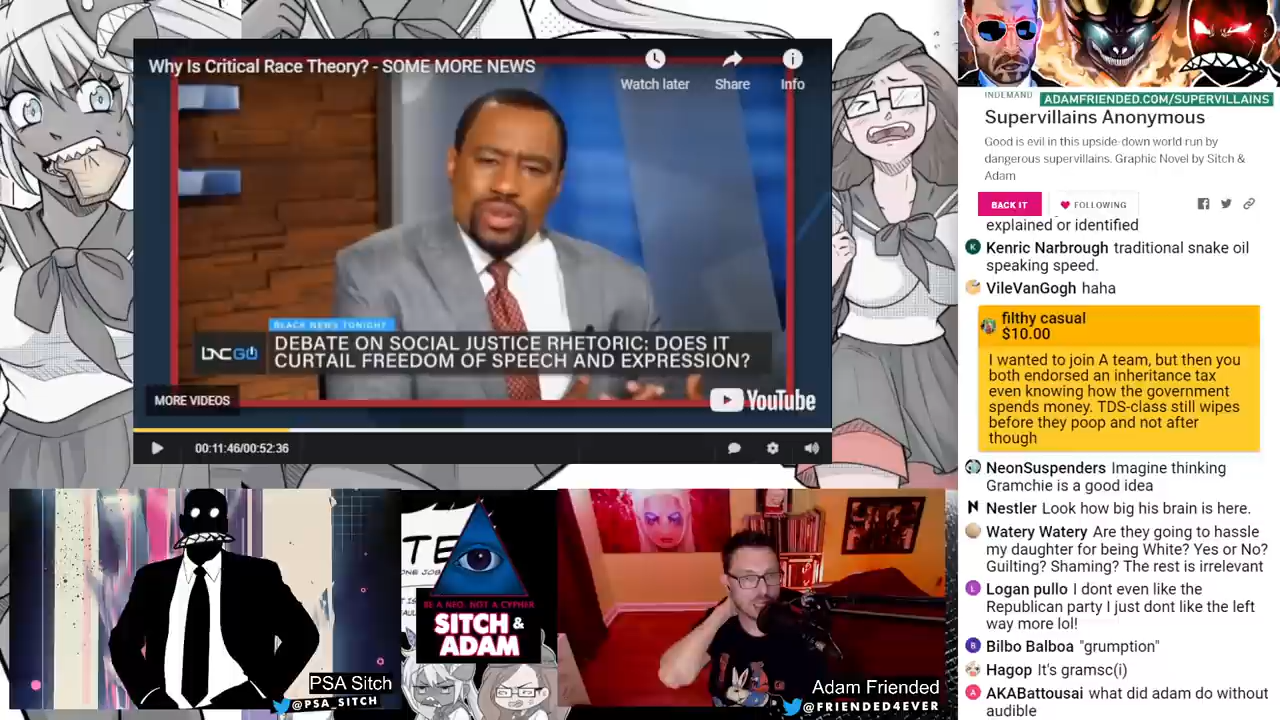 Why Is Critical Race Theory? - SOME MORE NEWS
Watch later
Share
Info
BLACK NEWS TONIGHT
BNC GO
DEBATE ON SOCIAL JUSTICE RHETORIC: DOES IT
CURTAIL FREEDOM OF SPEECH AND EXPRESSION?
MORE VIDEOS
YouTube
00:11:46/00:52:36
PSA Sitch
@PSA_SITCH
BE A NEO, NOT A CYPHER
SITCH &
ADAM
Adam Friended
@FRIENDED4EVER
INDEMAND
ADAMFRIENDED.COM/SUPERVILLAINS
Supervillains Anonymous
Good is evil in this upside-down world run by
dangerous supervillains. Graphic Novel by Sitch &
Adam
BACK IT
FOLLOWING
explained or identified
Kenric Narbrough traditional snake oil
speaking speed.
VileVanGogh haha
filthy casual
$10.00
I wanted to join A team, but then you
both endorsed an inheritance tax
even knowing how the government
spends money. TDS-class still wipes
before they poop and not after
though
NeonSuspenders Imagine thinking
Gramchie is a good idea
Nestler Look how big his brain is here.
Watery Watery Are they going to hassle
my daughter for being White? Yes or No?
Guilting? Shaming? The rest is irrelevant
Logan pullo I dont even like the
Republican party I just dont like the left
way more lol!
Bilbo Balboa "grumption"
Hagop It's gramsc(i)
AKABattousai what did adam do without
audible